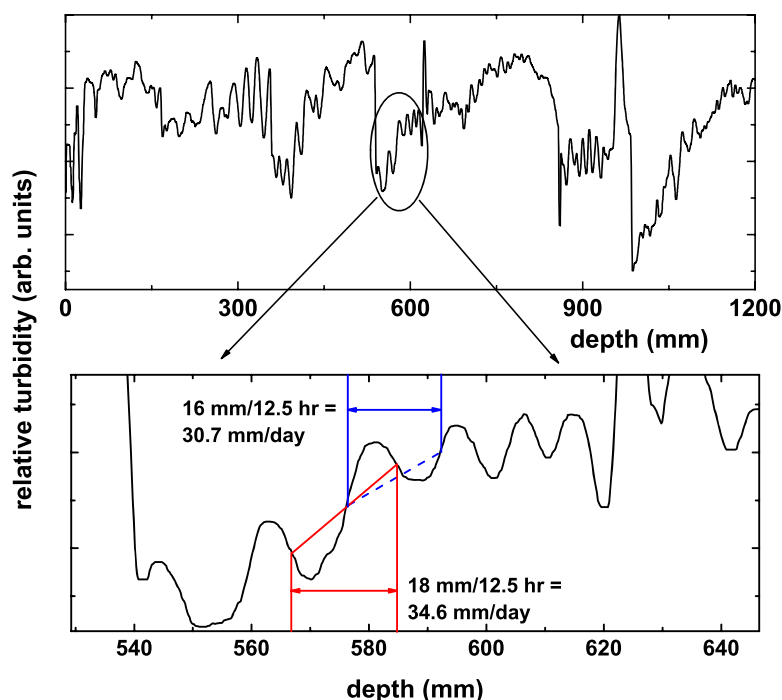 relative turbidity (arb. units)
0 300 600 900 1200
depth (mm)
16 mm/12.5 hr =
30.7 mm/day
18 mm/12.5 hr =
34.6 mm/day
540 560 580 600 620 640
depth (mm)